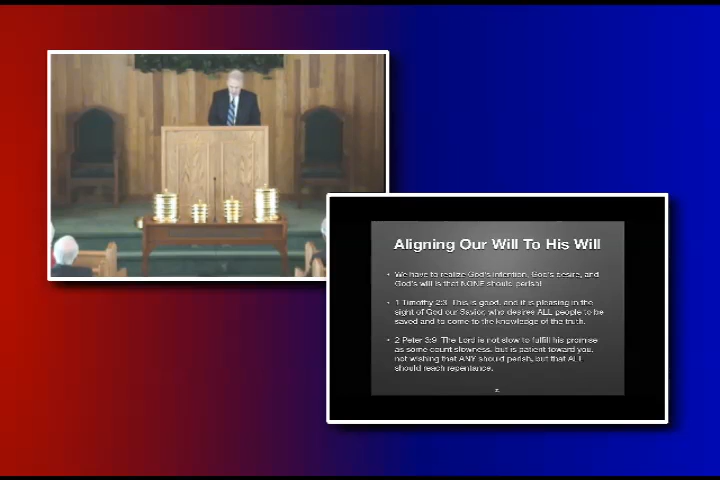 Aligning Our Will To His Will
• We have to realize God's intention, God's desire, and
God's will is that NONE should perish!
• 1 Timothy 2:3 This is good, and it is pleasing in the
sight of God our Savior, who desires ALL people to be
saved and to come to the knowledge of the truth.
• 2 Peter 3:9 The Lord is not slow to fulfill his promise
as some count slowness, but is patient toward you,
not wishing that ANY should perish, but that ALL
should reach repentance.